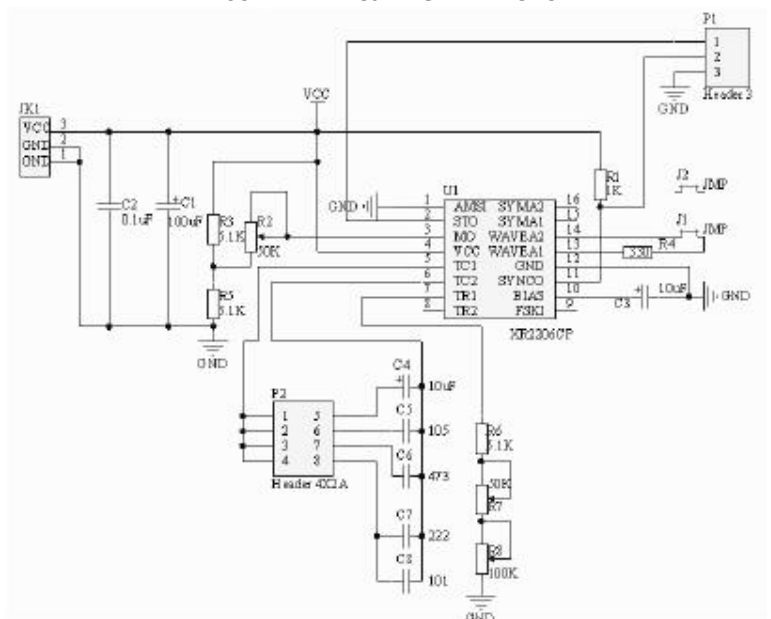 P1
1
2
3
GND
Header 3
JK1
VCC 3
GND 2
GND 1
VCC
C2
0.1uF
C1
100uF
R3
5.1K
R2
50K
R5
5.1K
GND
GND
U1
1 AMSI SYMA2 16
2 STO SYMA1 15
3 MO WAVEA2 14
4 VCC WAVEA1 13
5 TC1 GND 12
6 TC2 SYNCO 11
7 TR1 BIAS 10
8 TR2 FSKI 9
XR2206CP
R1
1K
J2
JMP
J1
JMP
R4
330
C3
10uF
GND
P2
1 5
2 6
3 7
4 8
Header 4X2A
C4
10uF
C5
105
C6
473
C7
222
C8
101
R6
5.1K
50K
R7
R8
100K
GND